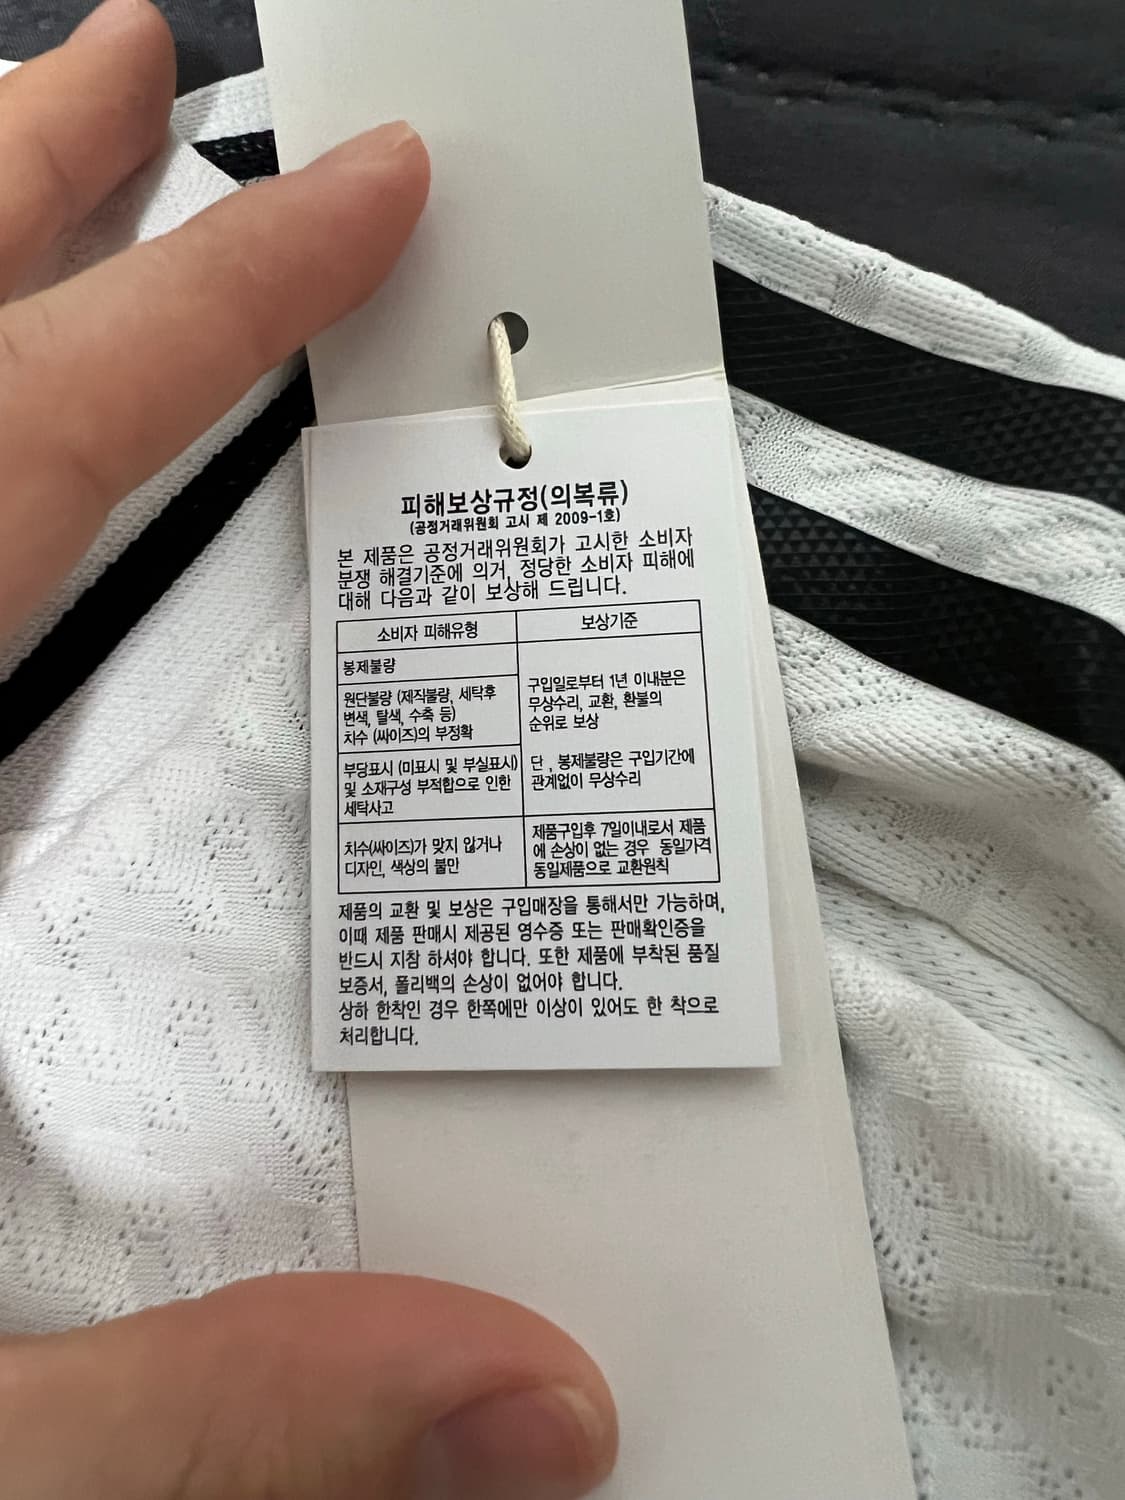 피해보상규정(의복류)
(공정거래위원회 고시 제 2009-1호)
본 제품은 공정거래위원회가 고시한 소비자
분쟁 해결기준에 의거, 정당한 소비자 피해에
대해 다음과 같이 보상해 드립니다.
소비자 피해유형
보상기준
봉제불량
원단불량 (제직불량, 세탁후
변색, 탈색, 수축 등)
치수 (싸이즈)의 부정확
부당표시 (미표시 및 부실표시)
및 소재구성 부적합으로 인한
세탁사고
구입일로부터 1년 이내분은
무상수리, 교환, 환불의
순위로 보상
단, 봉제불량은 구입기간에
관계없이 무상수리
치수(싸이즈)가 맞지 않거나
디자인, 색상의 불만
제품구입후 7일이내로서 제품
에 손상이 없는 경우 동일가격
동일제품으로 교환원칙
제품의 교환 및 보상은 구입매장을 통해서만 가능하며,
이때 제품 판매시 제공된 영수증 또는 판매확인증을
반드시 지참 하셔야 합니다. 또한 제품에 부착된 품질
보증서, 폴리백의 손상이 없어야 합니다.
상하 한착인 경우 한쪽에만 이상이 있어도 한 착으로
처리합니다.